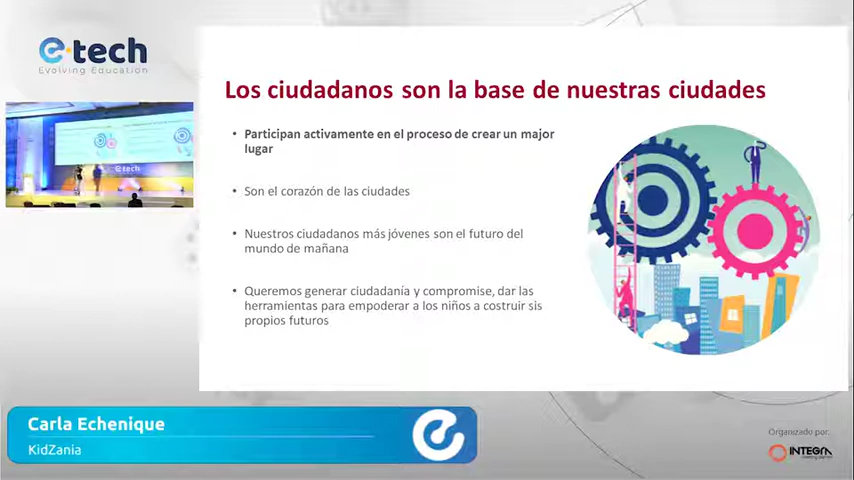 e·tech
Evolving Education
Los ciudadanos son la base de nuestras ciudades
• Participan activamente en el proceso de crear un major
lugar
• Son el corazón de las ciudades
• Nuestros ciudadanos más jóvenes son el futuro del
mundo de mañana
• Queremos generar ciudadanía y compromise, dar las
herramientas para empoderar a los niños a costruir sis
propios futuros
e·tech
Carla Echenique
KidZania
Organizado por:
INTEGRA